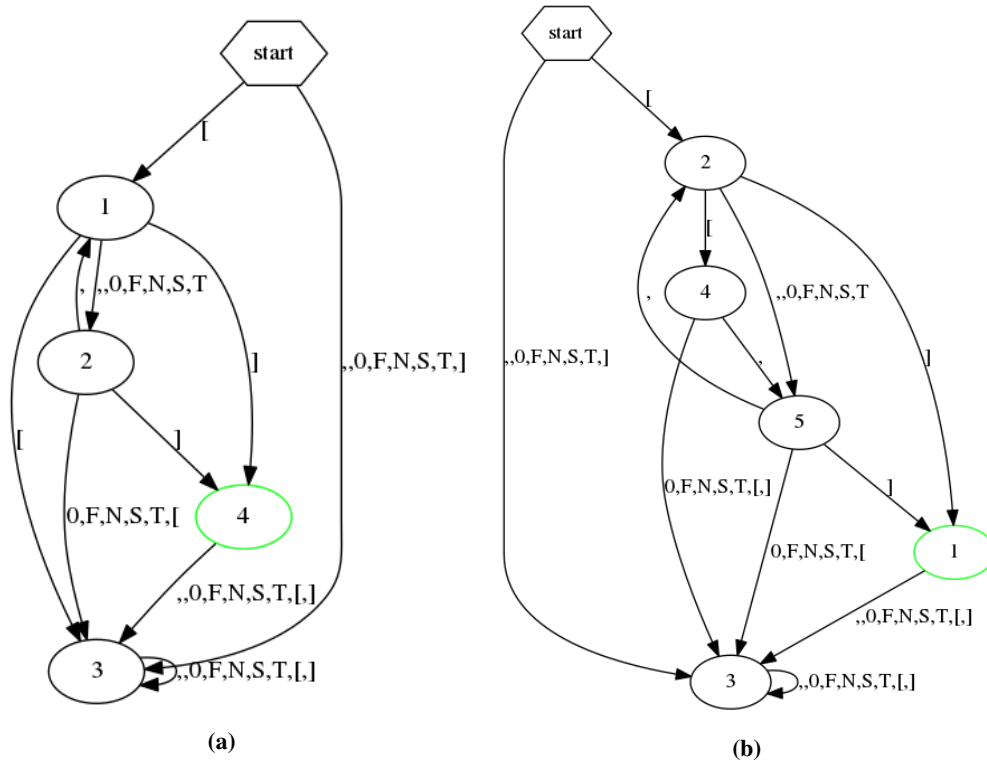 start
[
1
, ,,0,F,N,S,T
2
]
[
,,0,F,N,S,T,]
0,F,N,S,T,[
]
4
,,0,F,N,S,T,[,]
3
,,0,F,N,S,T,[,]
(a)
start
[
2
[
4
,,0,F,N,S,T
,
,
,,0,F,N,S,T,]
]
5
0,F,N,S,T,[,]
]
0,F,N,S,T,[
1
,,0,F,N,S,T,[,]
3
,,0,F,N,S,T,[,]
(b)